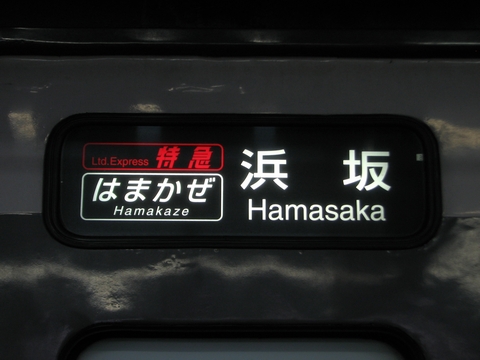 Ltd.Express 特急
はまかぜ
Hamakaze
浜坂
Hamasaka